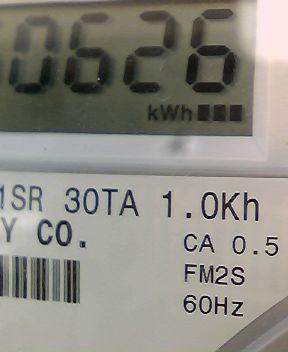 0626
kWh
1SR 30TA 1.0Kh
Y CO.
CA 0.5
FM2S
60Hz